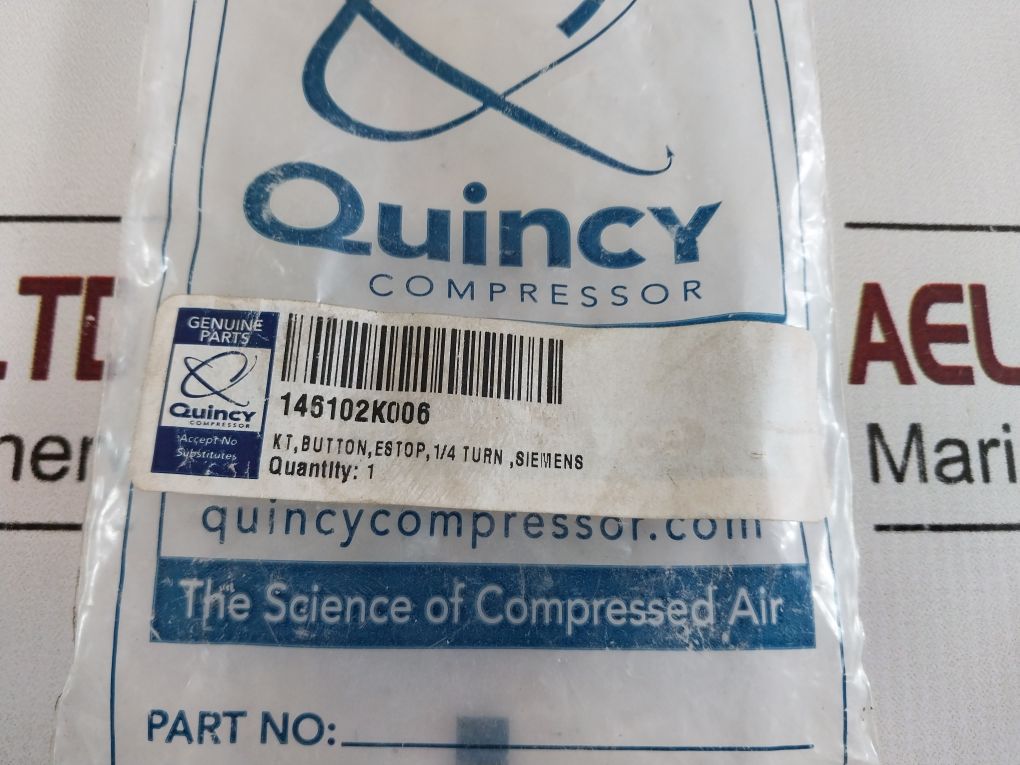 Quincy
COMPRESSOR
GENUINE
PARTS
Quincy
COMPRESSOR
Accept No
Substitutes
146102K006
KT,BUTTON,ESTOP,1/4 TURN ,SIEMENS
Quantity: 1
quincycompressor.com
The Science of Compressed Air
PART NO:
LTD
AEL
Mari